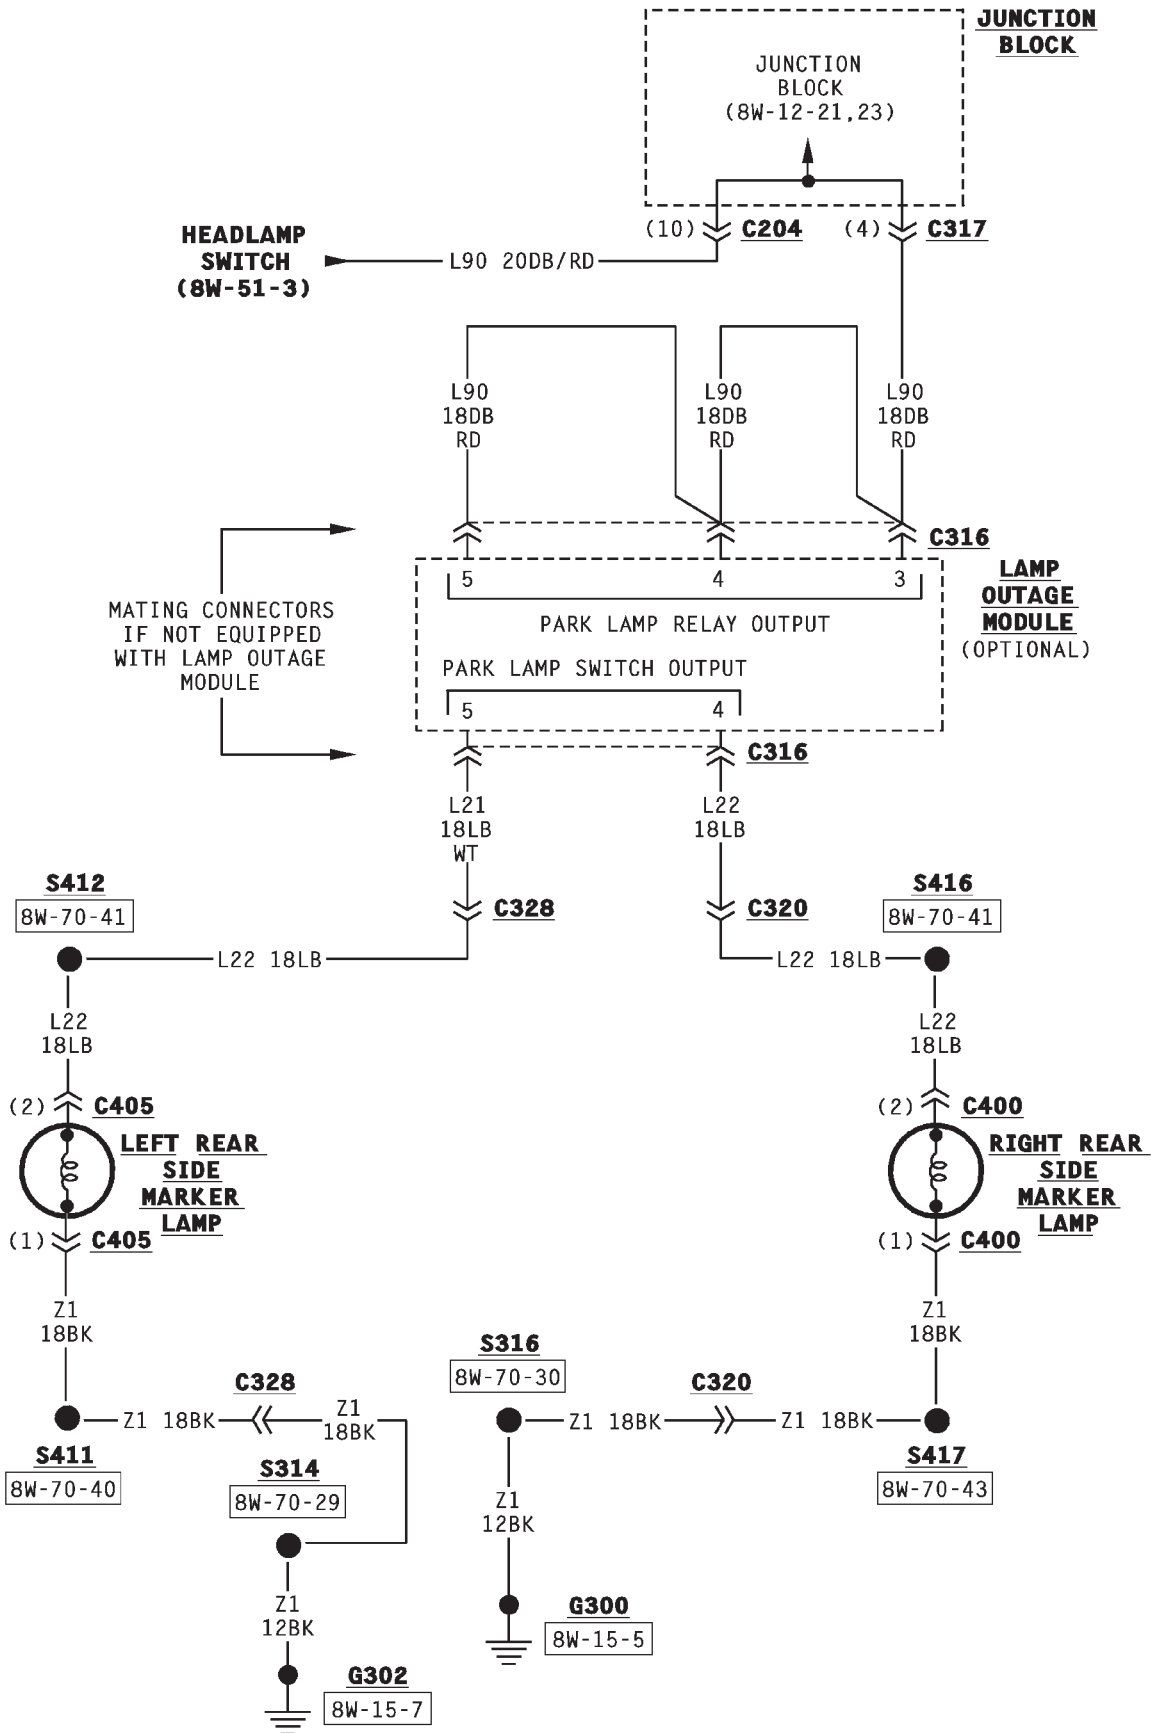 JUNCTION
BLOCK
JUNCTION
BLOCK
(8W-12-21,23)
(10)
C204
(4)
C317
HEADLAMP
SWITCH
(8W-51-3)
L90 20DB/RD
L90
18DB
RD
L90
18DB
RD
L90
18DB
RD
C316
5
4
3
LAMP
OUTAGE
MODULE
(OPTIONAL)
PARK LAMP RELAY OUTPUT
MATING CONNECTORS
IF NOT EQUIPPED
WITH LAMP OUTAGE
MODULE
PARK LAMP SWITCH OUTPUT
5
4
C316
L21
18LB
WT
L22
18LB
S412
8W-70-41
C328
C320
S416
8W-70-41
L22 18LB
L22 18LB
L22
18LB
L22
18LB
(2)
C405
(2)
C400
LEFT REAR
SIDE
MARKER
LAMP
RIGHT REAR
SIDE
MARKER
LAMP
(1)
C405
(1)
C400
Z1
18BK
Z1
18BK
C328
S316
8W-70-30
C320
Z1 18BK
Z1
18BK
Z1 18BK
Z1 18BK
S411
8W-70-40
S314
8W-70-29
S417
8W-70-43
Z1
12BK
Z1
12BK
G300
8W-15-5
G302
8W-15-7